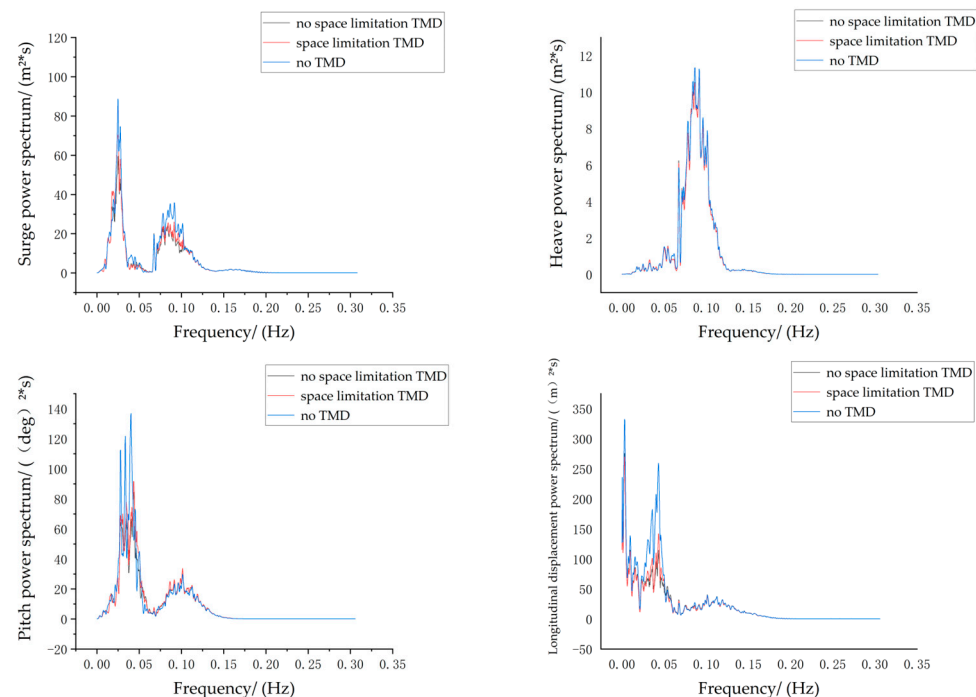 no space limitation TMD
space limitation TMD
no TMD
Surge power spectrum/ (m²*s)
120
100
80
60
40
20
0
0.00 0.05 0.10 0.15 0.20 0.25 0.30 0.35
Frequency/ (Hz)
no space limitation TMD
space limitation TMD
no TMD
Heave power spectrum/ (m²*s)
12
10
8
6
4
2
0
0.00 0.05 0.10 0.15 0.20 0.25 0.30 0.35
Frequency/ (Hz)
no space limitation TMD
space limitation TMD
no TMD
Pitch power spectrum/ (（deg）²*s)
140
120
100
80
60
40
20
0
-20
0.00 0.05 0.10 0.15 0.20 0.25 0.30 0.35
Frequency/ (Hz)
no space limitation TMD
space limitation TMD
no TMD
Longitudinal displacement power spectrum/ (（m）²*s)
350
300
250
200
150
100
50
0
-50
0.00 0.05 0.10 0.15 0.20 0.25 0.30 0.35
Frequency/ (Hz)